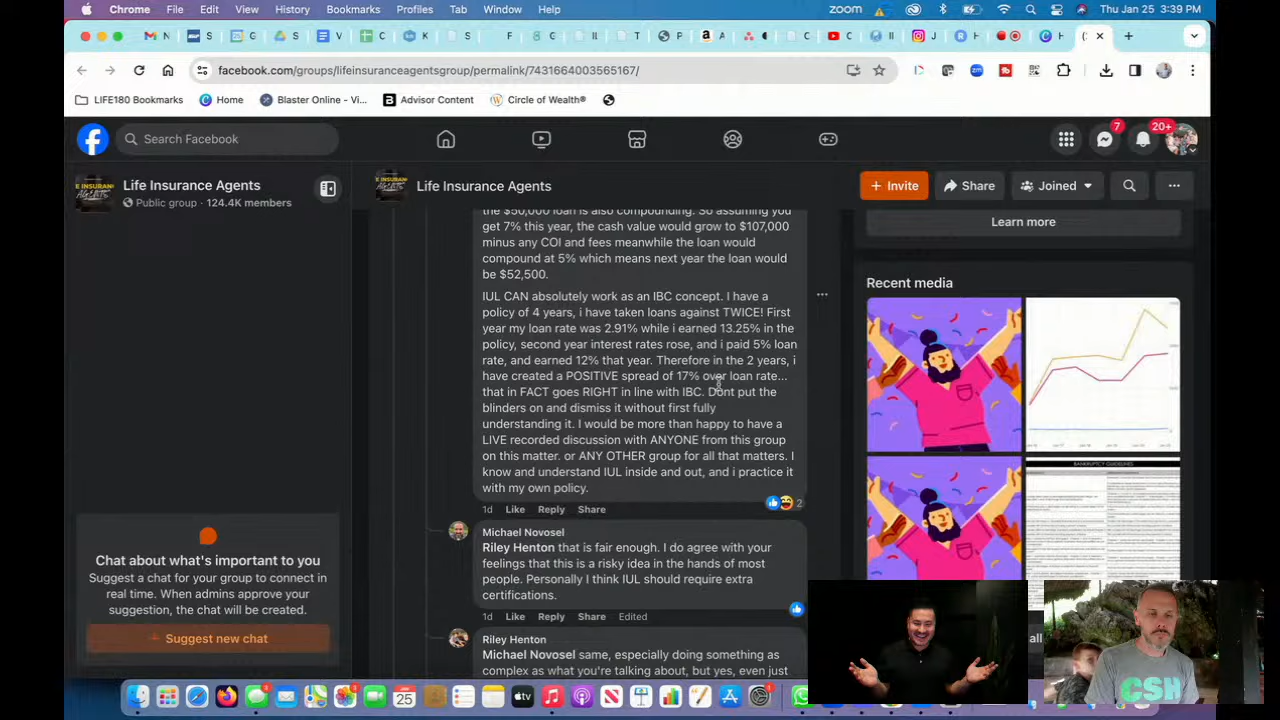 Chrome File Edit View History Bookmarks Profiles Tab Window Help
zoom
Thu Jan 25 3:39 PM
facebook.com/groups/lifeinsuranceagentsgroup/permalink/7431664003565167/
LIFE180 Bookmarks
Home
Blaster Online - Vi...
Advisor Content
Circle of Wealth®
Search Facebook
7
20+
Life Insurance Agents
Public group · 124.4K members
Life Insurance Agents
+ Invite
Share
Joined
the $50,000 loan is also compounding. So assuming you
get 7% this year, the cash value would grow to $107,000
minus any COI and fees meanwhile the loan would
compound at 5% which means next year the loan would
be $52,500.
IUL CAN absolutely work as an IBC concept. I have a
policy of 4 years, i have taken loans against TWICE! First
year my loan rate was 2.91% while i earned 13.25% in the
policy, second year interest rates rose, and i paid 5% loan
rate, and earned 12% that year. Therefore in the 2 years, i
have created a POSITIVE spread of 17% over loan rate...
that in FACT goes RIGHT in line with IBC. Dont put the
blinders on and dismiss it without first fully
understanding it. I would be more than happy to have a
LIVE recorded discussion with ANYONE from this group
on this matter. or ANY OTHER group for all that matters. I
know and understand IUL inside and out, and i practice it
with my own policy.
2
Like Reply Share
Michael Novosel
Henton that is fair enough. I do agree with you
this is a
Personally I think IUL should require extra
certifications.
1d Like Reply Share Edited
Riley Henton
Michael Novosel same, especially doing something as
complex as what you're talking about, but yes, even just
Learn more
Recent media
BANKRUPTCY GUIDELINES
Chat about what's important to you
Suggest a chat for your group to connect in
real time. When admins approve your
suggestion, the chat will be created.
Suggest new chat
25
CSH